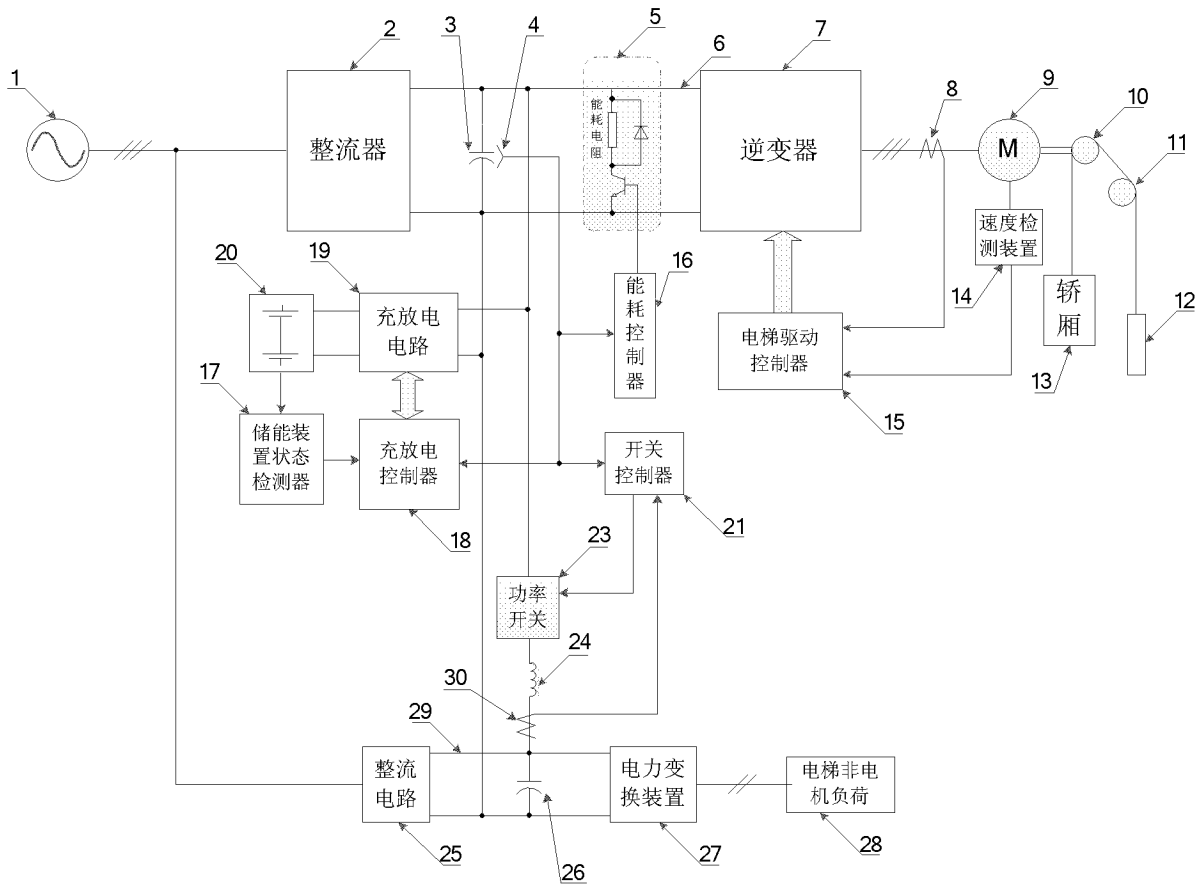 1
2
3
4
5
6
7
8
9
10
11
12
13
14
15
16
17
18
19
20
21
23
24
25
26
27
28
29
30
整流器
能耗电阻
逆变器
M
速度检
测装置
轿
厢
能耗控制器
电梯驱动
控制器
充放电
电路
储能装
置状态
检测器
充放电
控制器
开关
控制器
功率
开关
整流
电路
电力变
换装置
电梯非电
机负荷